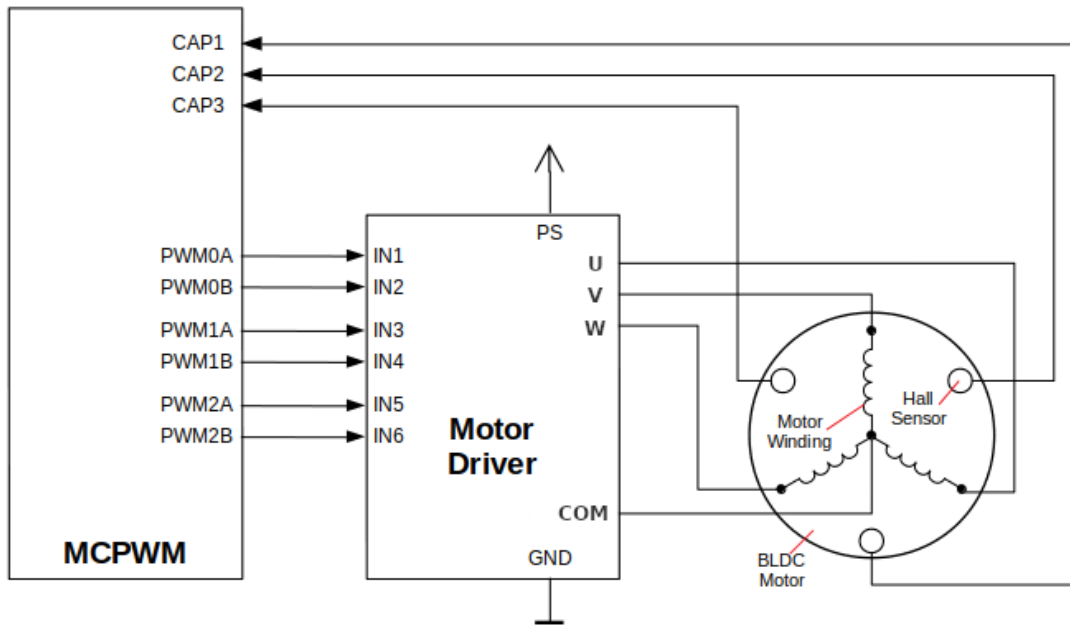 CAP1
CAP2
CAP3
PWM0A
PWM0B
PWM1A
PWM1B
PWM2A
PWM2B
MCPWM
PS
IN1
IN2
IN3
IN4
IN5
IN6
U
V
W
Motor
Driver
COM
GND
Motor
Winding
Hall
Sensor
BLDC
Motor